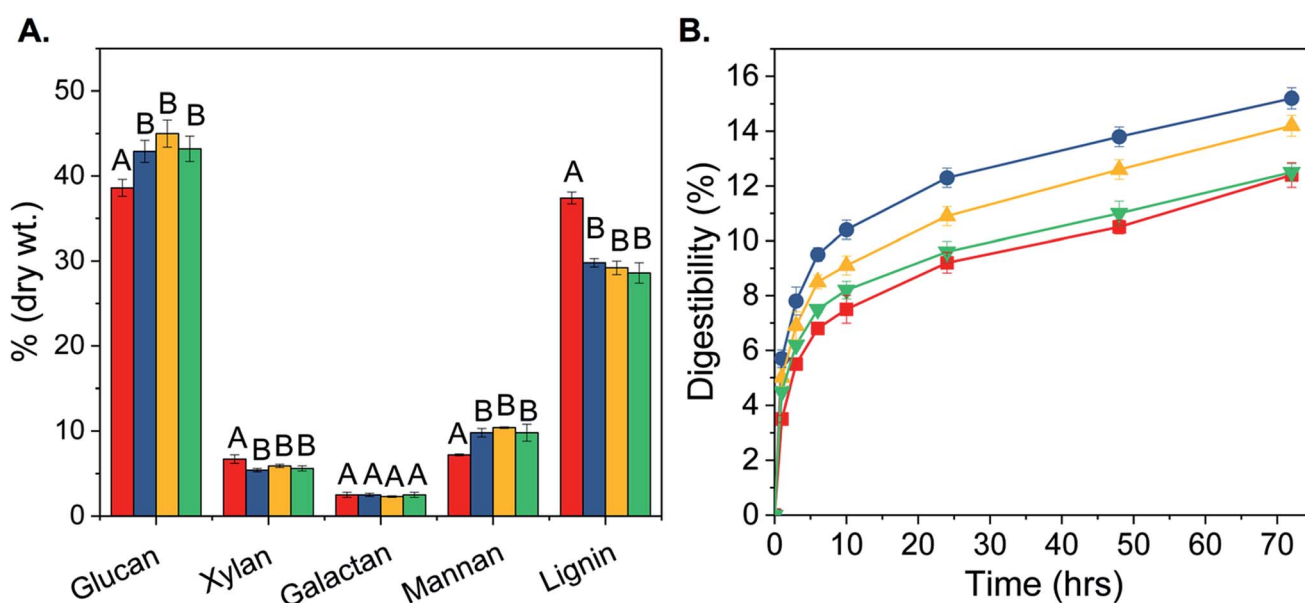 A.
% (dry wt.)
50
40
30
20
10
0
A B B B
A B B B
A A A A
A B B B
A B B B
Glucan
Xylan
Galactan
Mannan
Lignin
B.
Digestibility (%)
16
14
12
10
8
6
4
2
0
0 10 20 30 40 50 60 70
Time (hrs)